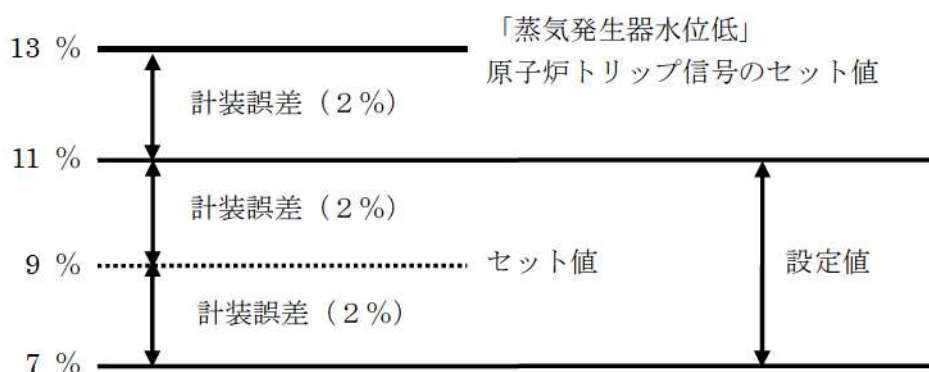 「蒸気発生器水位低」
13 %
原子炉トリップ信号のセット値
計装誤差（２％）
11 %
計装誤差（２％）
9 %
セット値
設定値
計装誤差（２％）
7 %